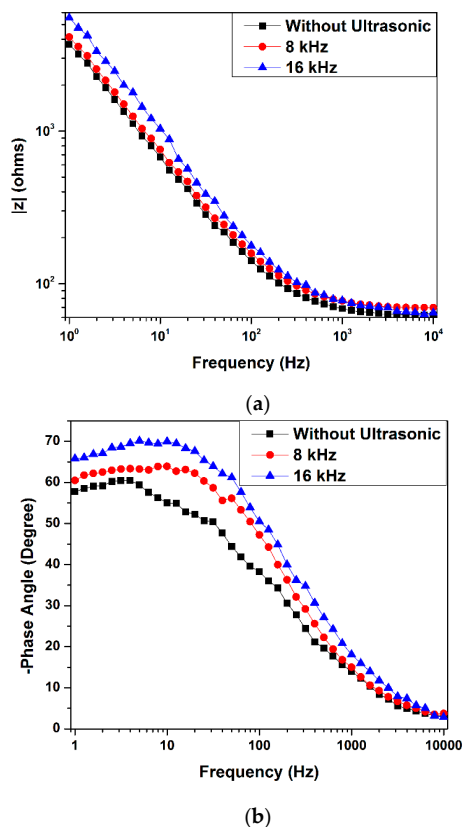 Without Ultrasonic
8 kHz
16 kHz
10³
10²
|z| (ohms)
10⁰ 10¹ 10² 10³ 10⁴
Frequency (Hz)
(a)
Without Ultrasonic
8 kHz
16 kHz
70
60
50
40
30
20
10
0
-Phase Angle (Degree)
1 10 100 1000 10000
Frequency (Hz)
(b)